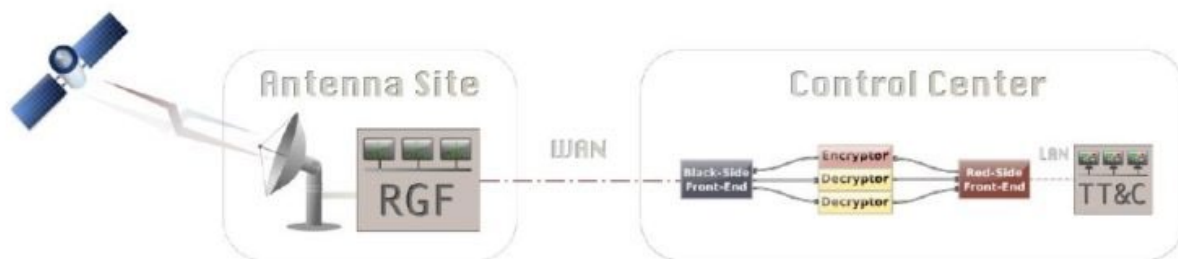 Antenna Site
RGF
WAN
Control Center
Black-Side
Front-End
Encryptor
Decryptor
Decryptor
Red-Side
Front-End
LAN
TT&C